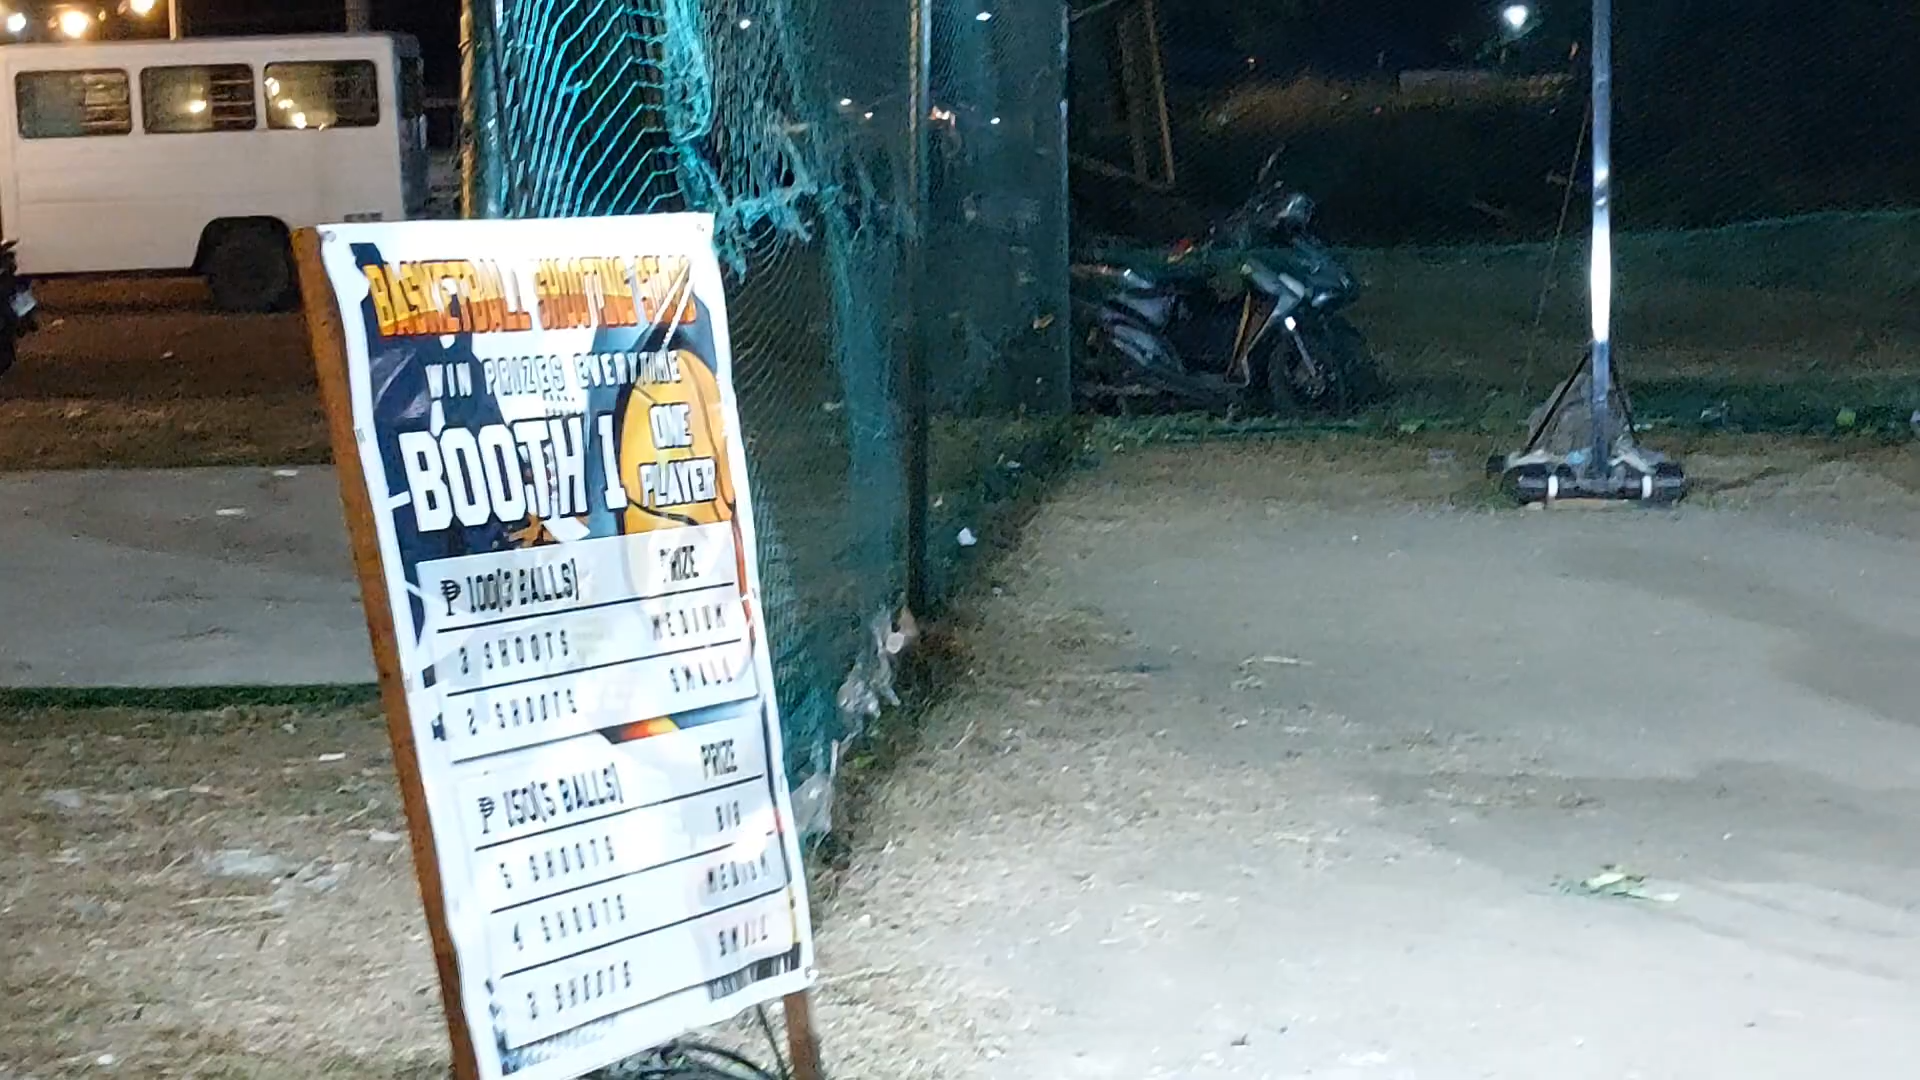 BASKETBALL SHOOTING STARS
WIN PRIZES EVERYTIME
BOOTH 1
ONE
PLAYER
₱ 100(3 BALLS) PRIZE
3 SHOOTS MEDIUM
2 SHOOTS SMALL
₱ 150(5 BALLS) PRIZE
5 SHOOTS BIG
4 SHOOTS MEDIUM
3 SHOOTS SMALL